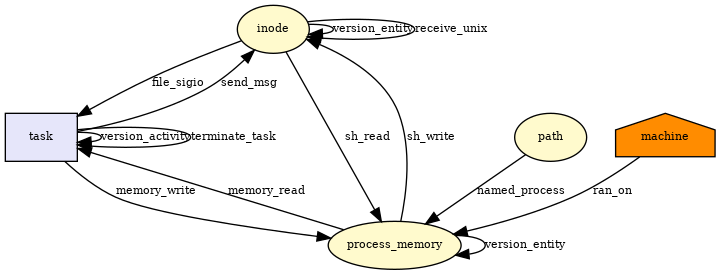 inode
version_entity
receive_unix
file_sigio
send_msg
task
version_activity
terminate_task
sh_read
sh_write
path
machine
memory_write
memory_read
named_process
ran_on
process_memory
version_entity